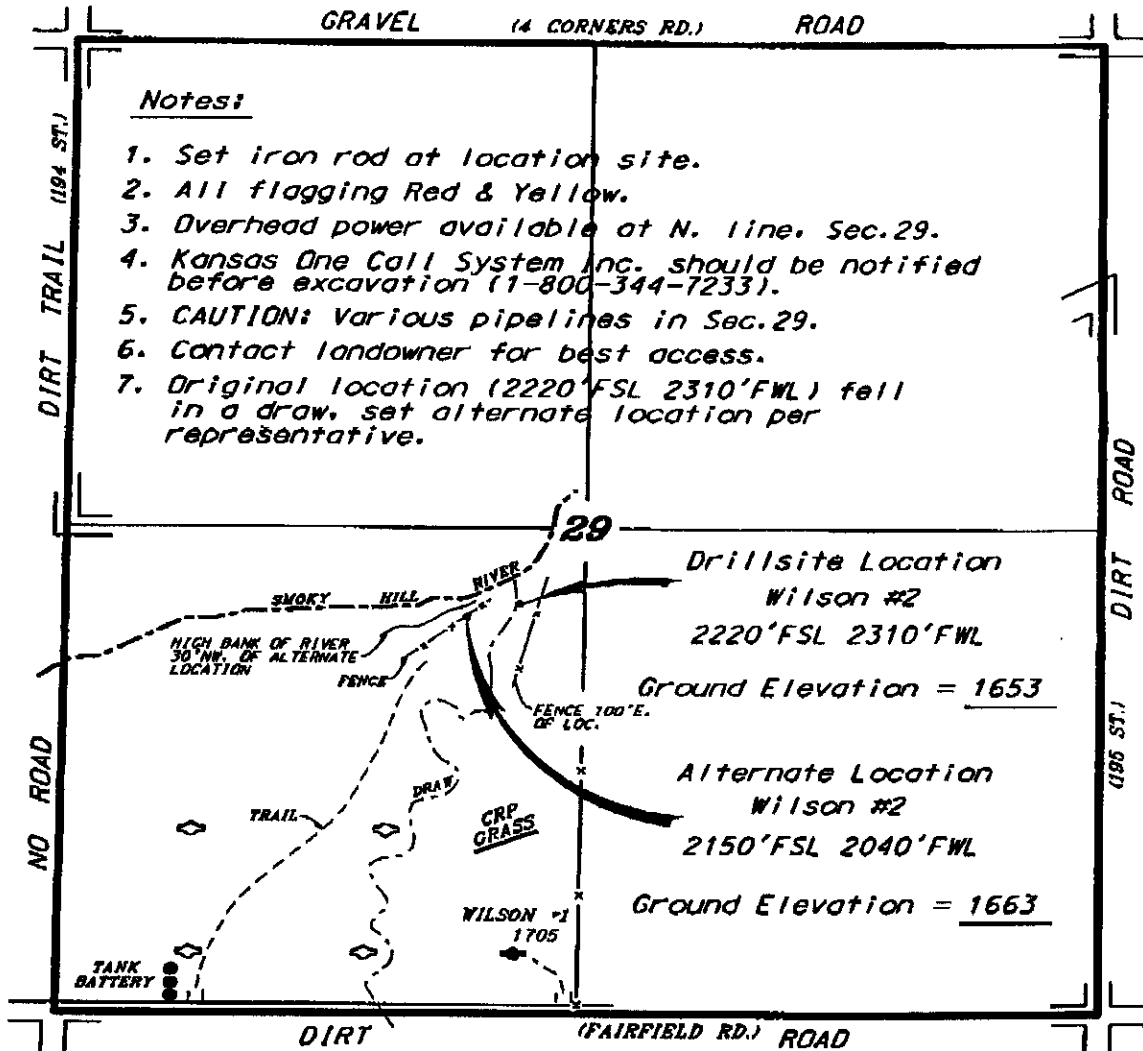 GRAVEL (4 CORNERS RD.) ROAD
DIRT TRAIL (194 ST.)
Notes:
1. Set iron rod at location site.
2. All flagging Red & Yellow.
3. Overhead power available at N. line. Sec.29.
4. Kansas One Call System Inc. should be notified
before excavation (1-800-344-7233).
5. CAUTION: Various pipelines in Sec.29.
6. Contact landowner for best access.
7. Original location (2220'FSL 2310'FWL) fell
in a draw. set alternate location per
representative.
29
SMOKY HILL RIVER
HIGH BANK OF RIVER
30'NW. OF ALTERNATE
LOCATION
FENCE
FENCE 100'E.
OF LOC.
Drillsite Location
Wilson #2
2220'FSL 2310'FWL
Ground Elevation = 1653
Alternate Location
Wilson #2
2150'FSL 2040'FWL
Ground Elevation = 1663
DRAW
CRP
GRASS
TRAIL
WILSON #1
1705
TANK
BATTERY
NO ROAD
DIRT ROAD
(195 ST.)
DIRT (FAIRFIELD RD.) ROAD